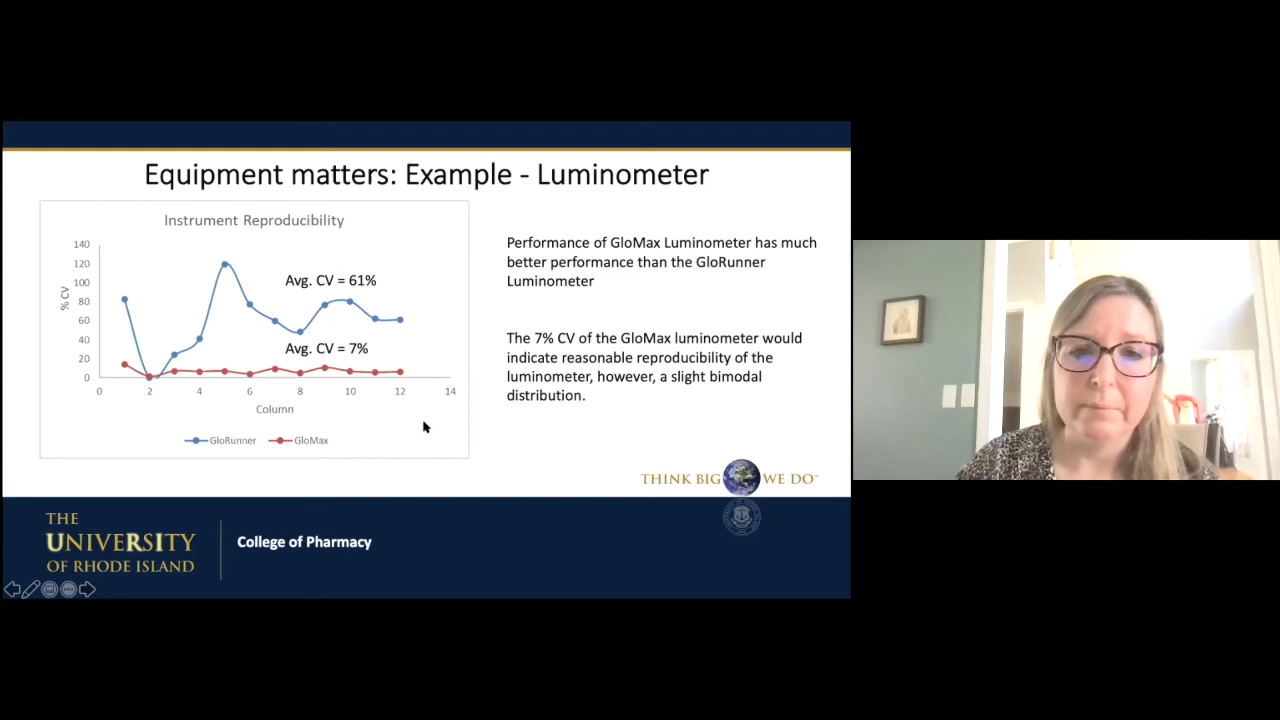 Equipment matters: Example - Luminometer
Instrument Reproducibility
140
120
100
80
60
40
20
0
% CV
Avg. CV = 61%
Avg. CV = 7%
0 2 4 6 8 10 12 14
Column
GloRunner GloMax
Performance of GloMax Luminometer has much
better performance than the GloRunner
Luminometer
The 7% CV of the GloMax luminometer would
indicate reasonable reproducibility of the
luminometer, however, a slight bimodal
distribution.
THINK BIG WE DO™
THE
UNIVERSITY
OF RHODE ISLAND
College of Pharmacy